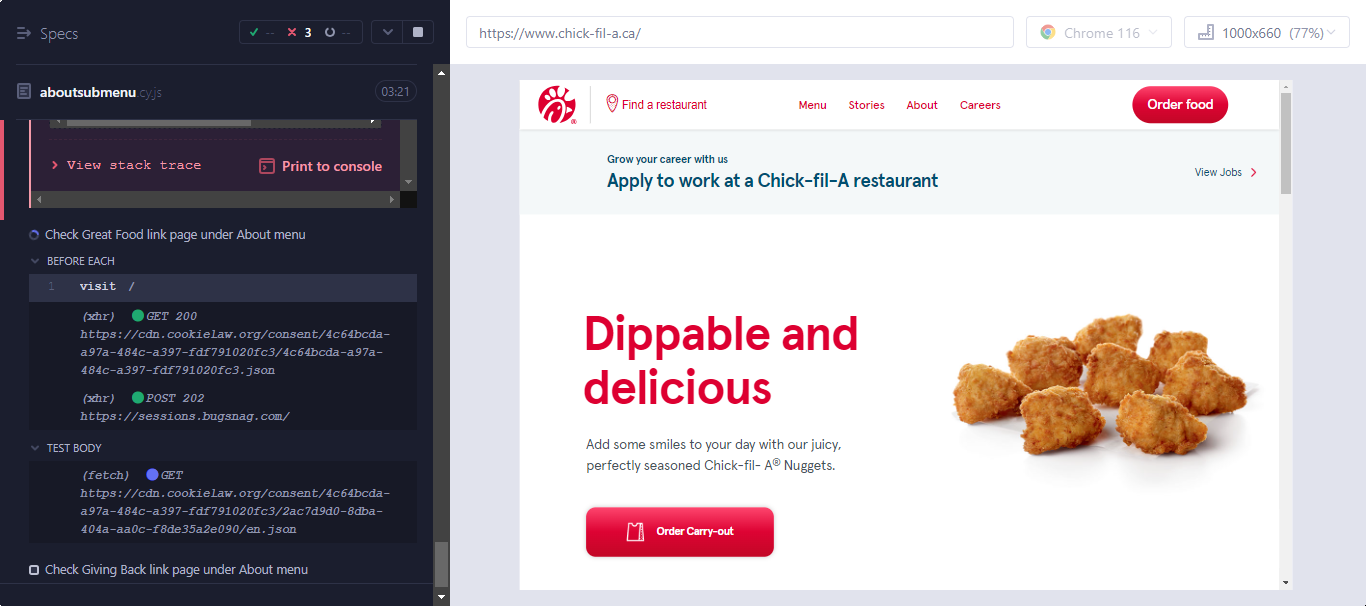 Specs
--
3
--
aboutsubmenu.cy.js
03:21
View stack trace
Print to console
Check Great Food link page under About menu
BEFORE EACH
1 visit /
(xhr) GET 200
https://cdn.cookielaw.org/consent/4c64bcda-
a97a-484c-a397-fdf791020fc3/4c64bcda-a97a-
484c-a397-fdf791020fc3.json
(xhr) POST 202
https://sessions.bugsnag.com/
TEST BODY
(fetch) GET
https://cdn.cookielaw.org/consent/4c64bcda-
a97a-484c-a397-fdf791020fc3/2ac7d9d0-8dba-
404a-aa0c-f8de35a2e090/en.json
Check Giving Back link page under About menu
https://www.chick-fil-a.ca/
Chrome 116
1000x660 (77%)
Find a restaurant
Menu
Stories
About
Careers
Order food
Grow your career with us
Apply to work at a Chick-fil-A restaurant
View Jobs
Dippable and
delicious
Add some smiles to your day with our juicy,
perfectly seasoned Chick-fil- A® Nuggets.
Order Carry-out